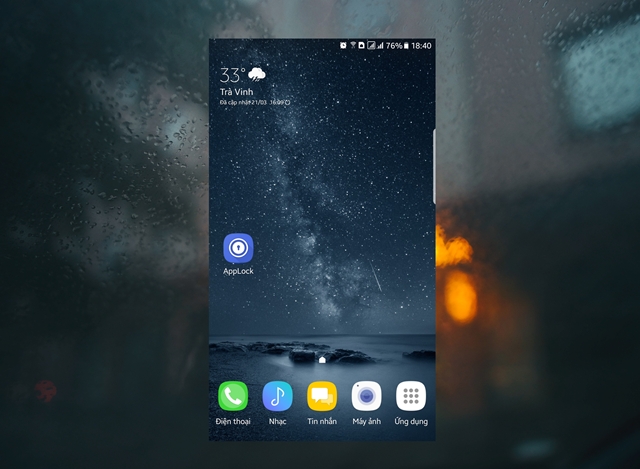 76% 18:40
33°
Trà Vinh
Đã cập nhật 21/03 16:09
AppLock
Điện thoại Nhạc Tin nhắn Máy ảnh Ứng dụng